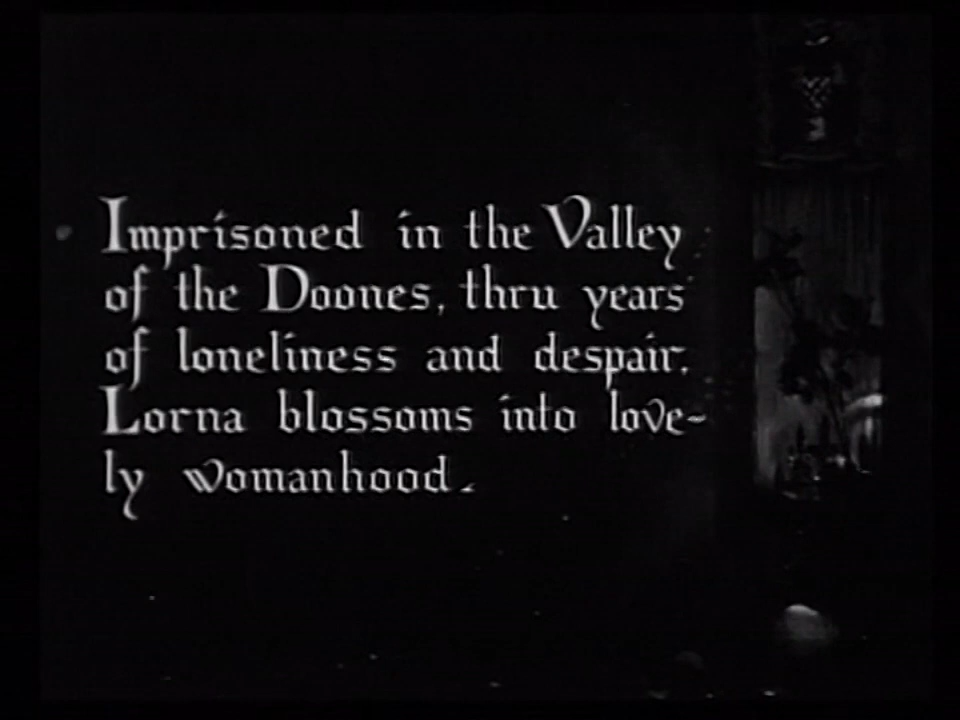 Imprisoned in the Valley
of the Doones, thru years
of loneliness and despair.
Lorna blossoms into love-
ly womanhood.